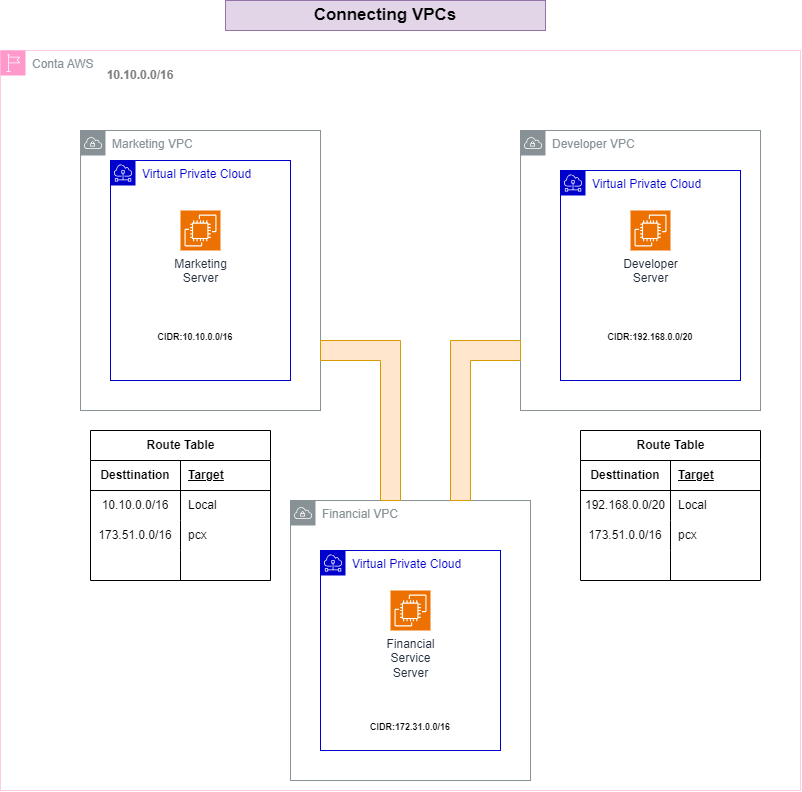 Connecting VPCs
Conta AWS
10.10.0.0/16
Marketing VPC
Virtual Private Cloud
Marketing
Server
CIDR:10.10.0.0/16
Developer VPC
Virtual Private Cloud
Developer
Server
CIDR:192.168.0.0/20
Route Table
Desttination Target
10.10.0.0/16 Local
173.51.0.0/16 pcx
Route Table
Desttination Target
192.168.0.0/20 Local
173.51.0.0/16 pcx
Financial VPC
Virtual Private Cloud
Financial
Service
Server
CIDR:172.31.0.0/16